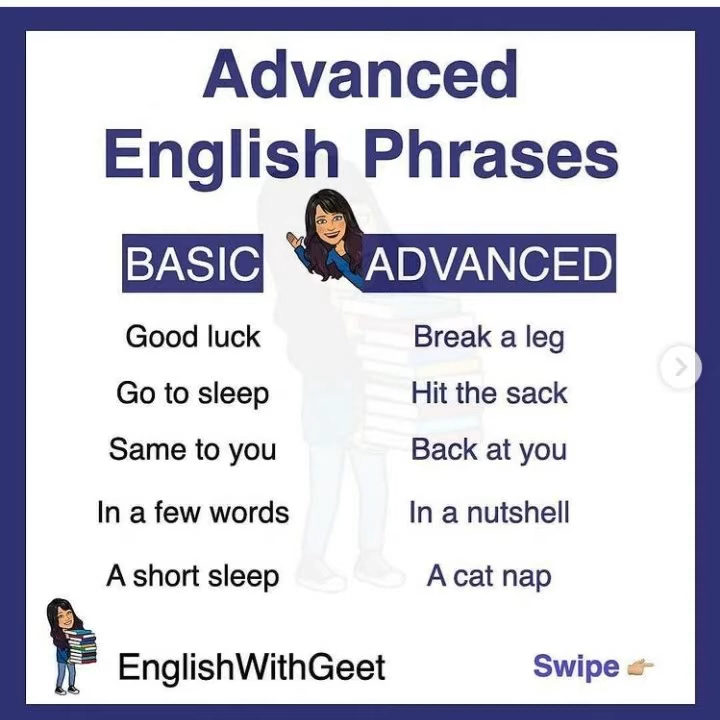 Advanced
English Phrases
BASIC ADVANCED
Good luck Break a leg
Go to sleep Hit the sack
Same to you Back at you
In a few words In a nutshell
A short sleep A cat nap
EnglishWithGeet Swipe 👉🏼